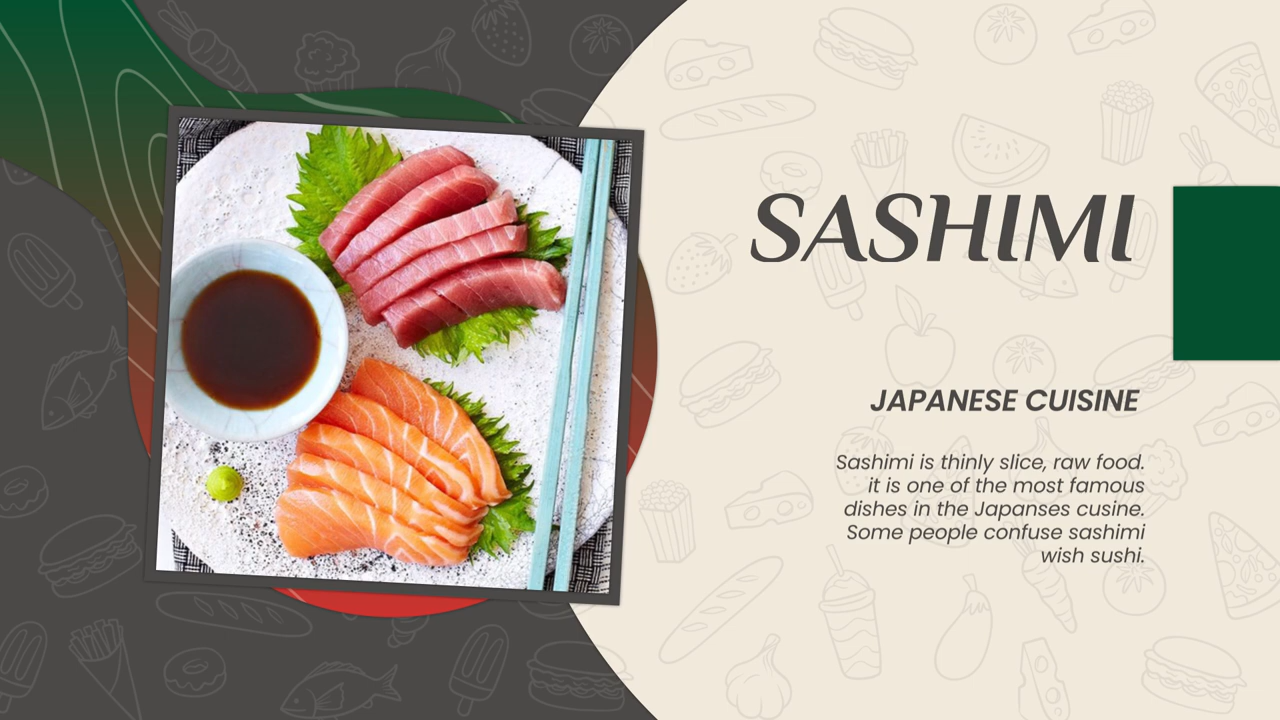 SASHIMI
JAPANESE CUISINE
Sashimi is thinly slice, raw food.
it is one of the most famous
dishes in the Japanses cusine.
Some people confuse sashimi
wish sushi.